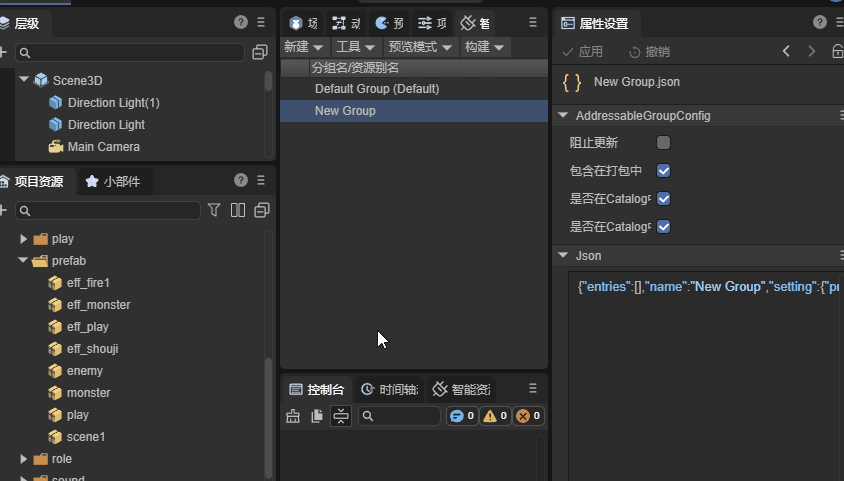 层级
Scene3D
Direction Light(1)
Direction Light
Main Camera
项目资源
小部件
play
prefab
eff_fire1
eff_monster
eff_play
eff_shouji
enemy
monster
play
scene1
role
sound
场
动
预
项
智
新建
工具
预览模式
构建
分组名/资源别名
Default Group (Default)
New Group
控制台
时间轴
智能资
0
0
0
属性设置
应用
撤销
New Group.json
AddressableGroupConfig
阻止更新
包含在打包中
是否在Catalog
是否在Catalog
Json
{"entries":[],"name":"New Group","setting":{"pr